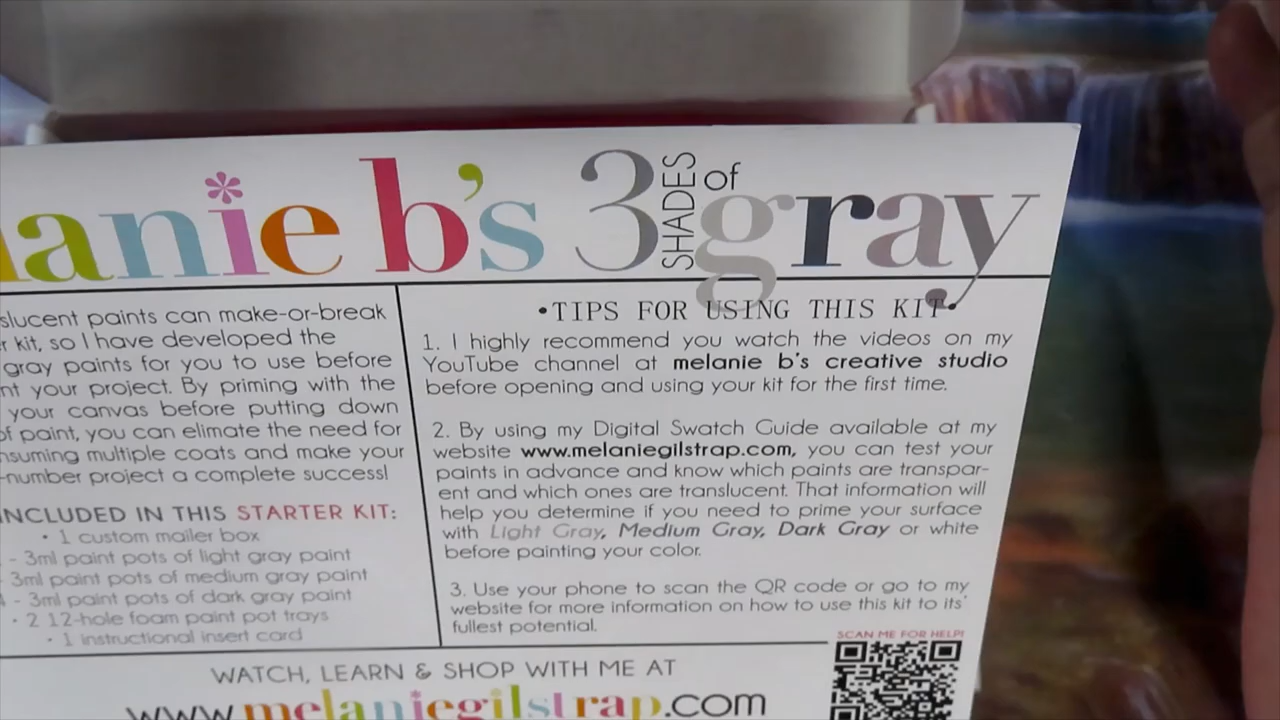 lanie b's 3 SHADES of gray
slucent paints can make-or-break
r kit, so I have developed the
gray paints for you to use before
nt your project. By priming with the
your canvas before putting down
of paint, you can elimate the need for
nsuming multiple coats and make your
-number project a complete success!
INCLUDED IN THIS STARTER KIT:
• 1 custom mailer box
- 3ml paint pots of light gray paint
- 3ml paint pots of medium gray paint
4 - 3ml paint pots of dark gray paint
• 2 12-hole foam paint pot trays
• 1 instructional insert card
•TIPS FOR USING THIS KIT•
1. I highly recommend you watch the videos on my
YouTube channel at melanie b's creative studio
before opening and using your kit for the first time.
2. By using my Digital Swatch Guide available at my
website www.melaniegilstrap.com, you can test your
paints in advance and know which paints are transpar-
ent and which ones are translucent. That information will
help you determine if you need to prime your surface
with Light Gray, Medium Gray, Dark Gray or white
before painting your color.
3. Use your phone to scan the QR code or go to my
website for more information on how to use this kit to its'
fullest potential.
SCAN ME FOR HELP!
WATCH, LEARN & SHOP WITH ME AT
www.melaniegilstrap.com